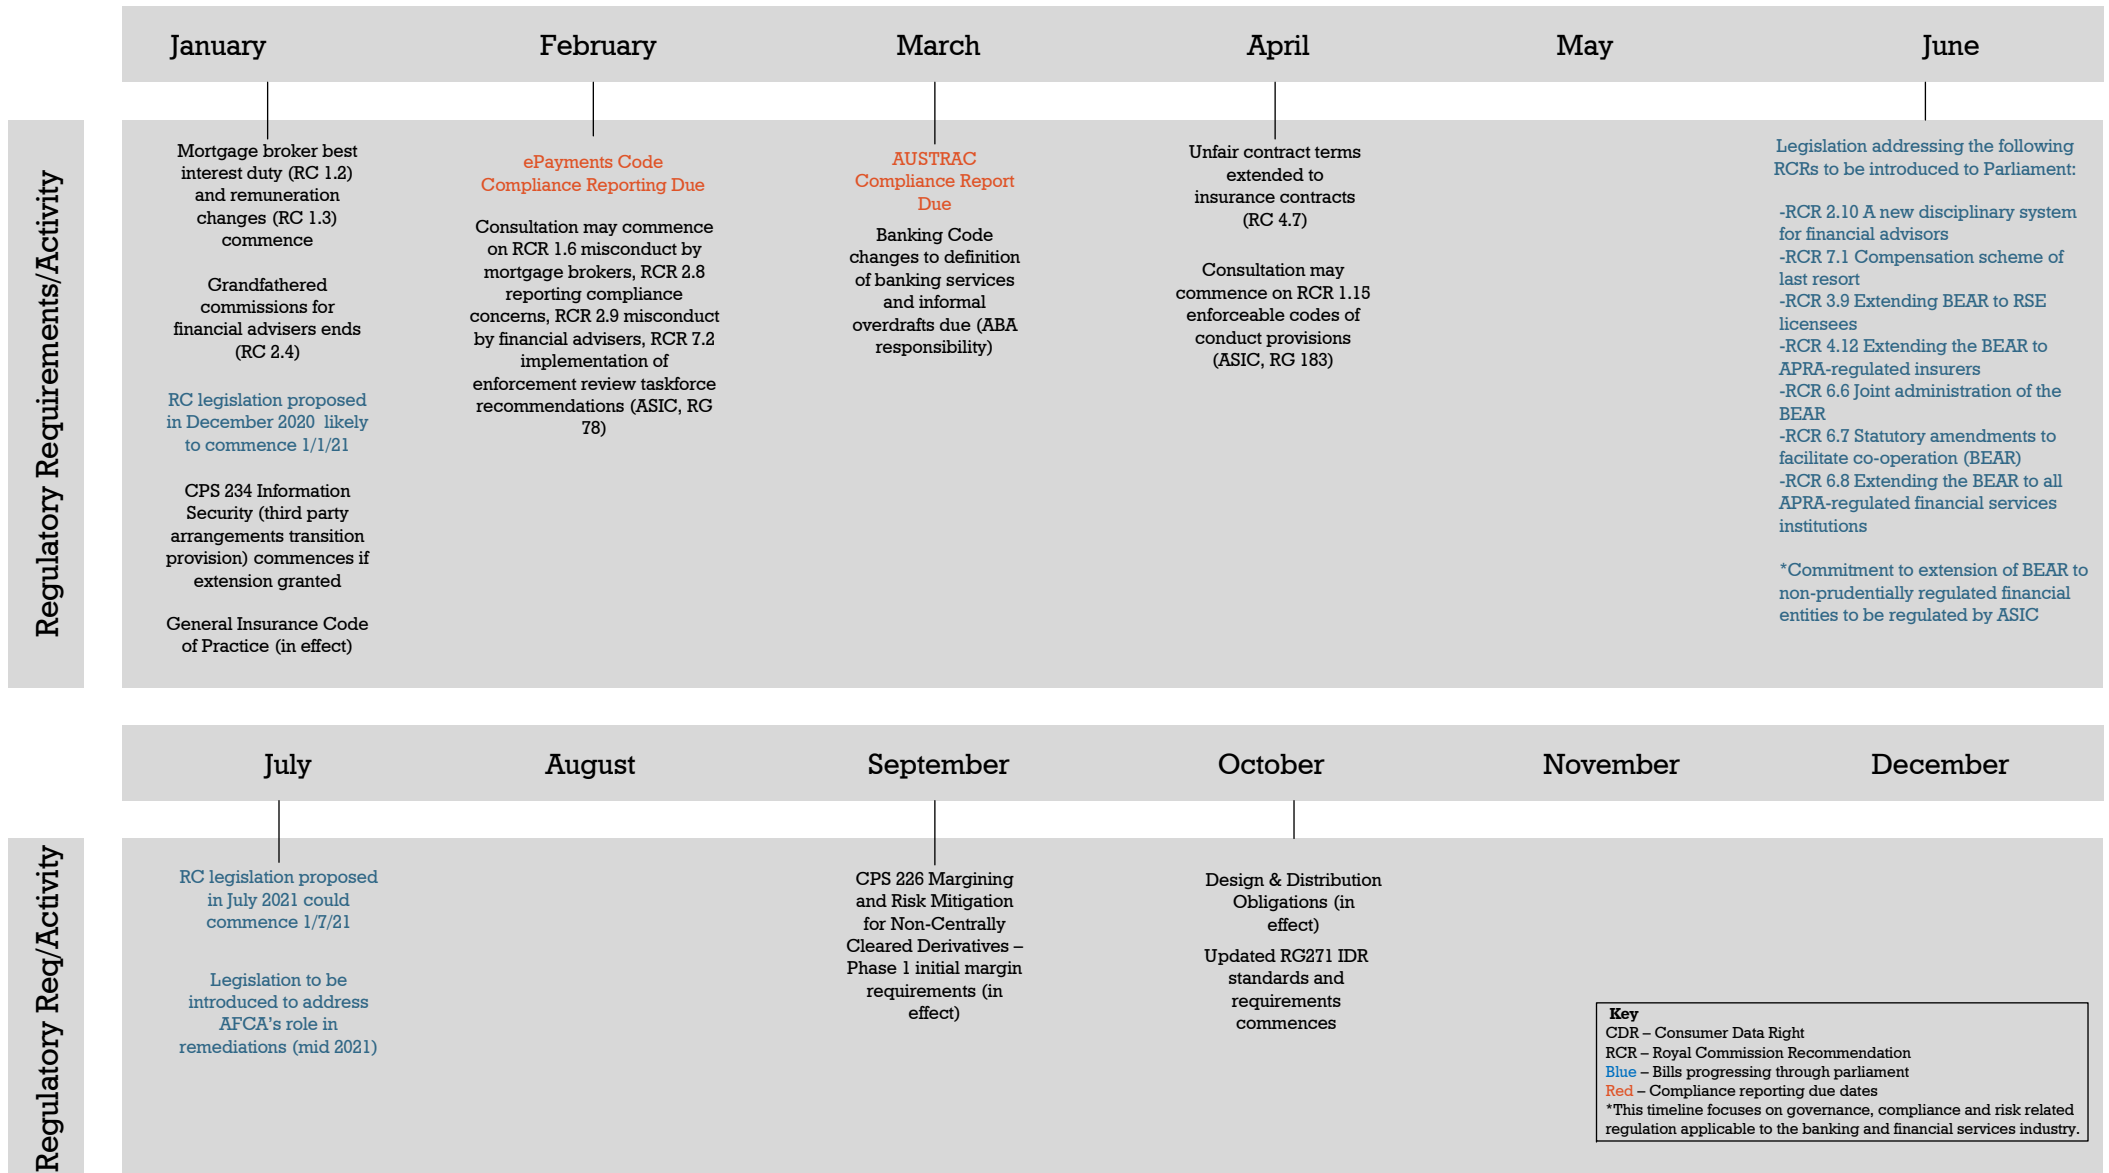 January
February
March
April
May
June
Regulatory Requirements/Activity
Mortgage broker best
interest duty (RC 1.2)
and remuneration
changes (RC 1.3)
commence
Grandfathered
commissions for
financial advisers ends
(RC 2.4)
RC legislation proposed
in December 2020 likely
to commence 1/1/21
CPS 234 Information
Security (third party
arrangements transition
provision) commences if
extension granted
General Insurance Code
of Practice (in effect)
ePayments Code
Compliance Reporting Due
Consultation may commence
on RCR 1.6 misconduct by
mortgage brokers, RCR 2.8
reporting compliance
concerns, RCR 2.9 misconduct
by financial advisers, RCR 7.2
implementation of
enforcement review taskforce
recommendations (ASIC, RG
78)
AUSTRAC
Compliance Report
Due
Banking Code
changes to definition
of banking services
and informal
overdrafts due (ABA
responsibility)
Unfair contract terms
extended to
insurance contracts
(RC 4.7)
Consultation may
commence on RCR 1.15
enforceable codes of
conduct provisions
(ASIC, RG 183)
Legislation addressing the following
RCRs to be introduced to Parliament:
-RCR 2.10 A new disciplinary system
for financial advisors
-RCR 7.1 Compensation scheme of
last resort
-RCR 3.9 Extending BEAR to RSE
licensees
-RCR 4.12 Extending the BEAR to
APRA-regulated insurers
-RCR 6.6 Joint administration of the
BEAR
-RCR 6.7 Statutory amendments to
facilitate co-operation (BEAR)
-RCR 6.8 Extending the BEAR to all
APRA-regulated financial services
institutions
*Commitment to extension of BEAR to
non-prudentially regulated financial
entities to be regulated by ASIC
July
August
September
October
November
December
Regulatory Req/Activity
RC legislation proposed
in July 2021 could
commence 1/7/21
Legislation to be
introduced to address
AFCA's role in
remediations (mid 2021)
CPS 226 Margining
and Risk Mitigation
for Non-Centrally
Cleared Derivatives –
Phase 1 initial margin
requirements (in
effect)
Design & Distribution
Obligations (in
effect)
Updated RG271 IDR
standards and
requirements
commences
Key
CDR – Consumer Data Right
RCR – Royal Commission Recommendation
Blue – Bills progressing through parliament
Red – Compliance reporting due dates
*This timeline focuses on governance, compliance and risk related
regulation applicable to the banking and financial services industry.